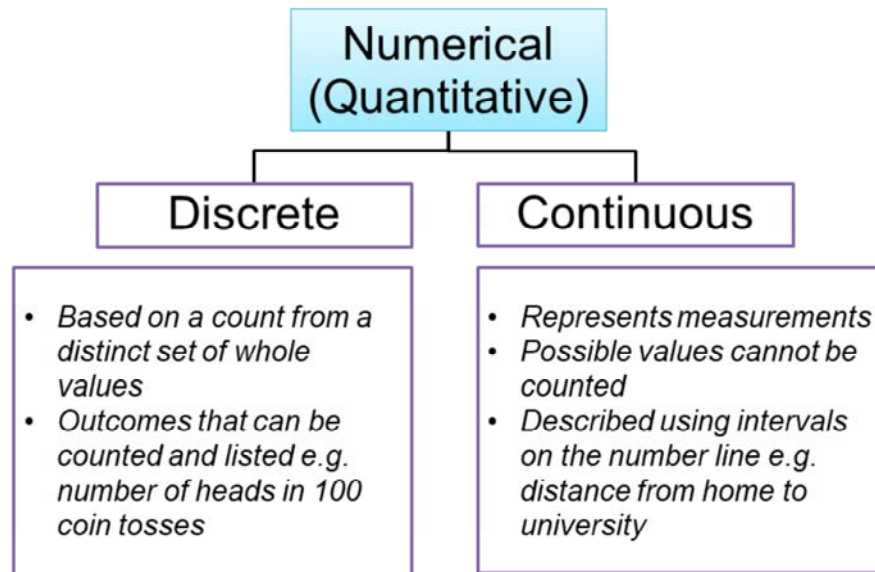 Numerical
(Quantitative)
Discrete
• Based on a count from a
distinct set of whole
values
• Outcomes that can be
counted and listed e.g.
number of heads in 100
coin tosses
Continuous
• Represents measurements
• Possible values cannot be
counted
• Described using intervals
on the number line e.g.
distance from home to
university